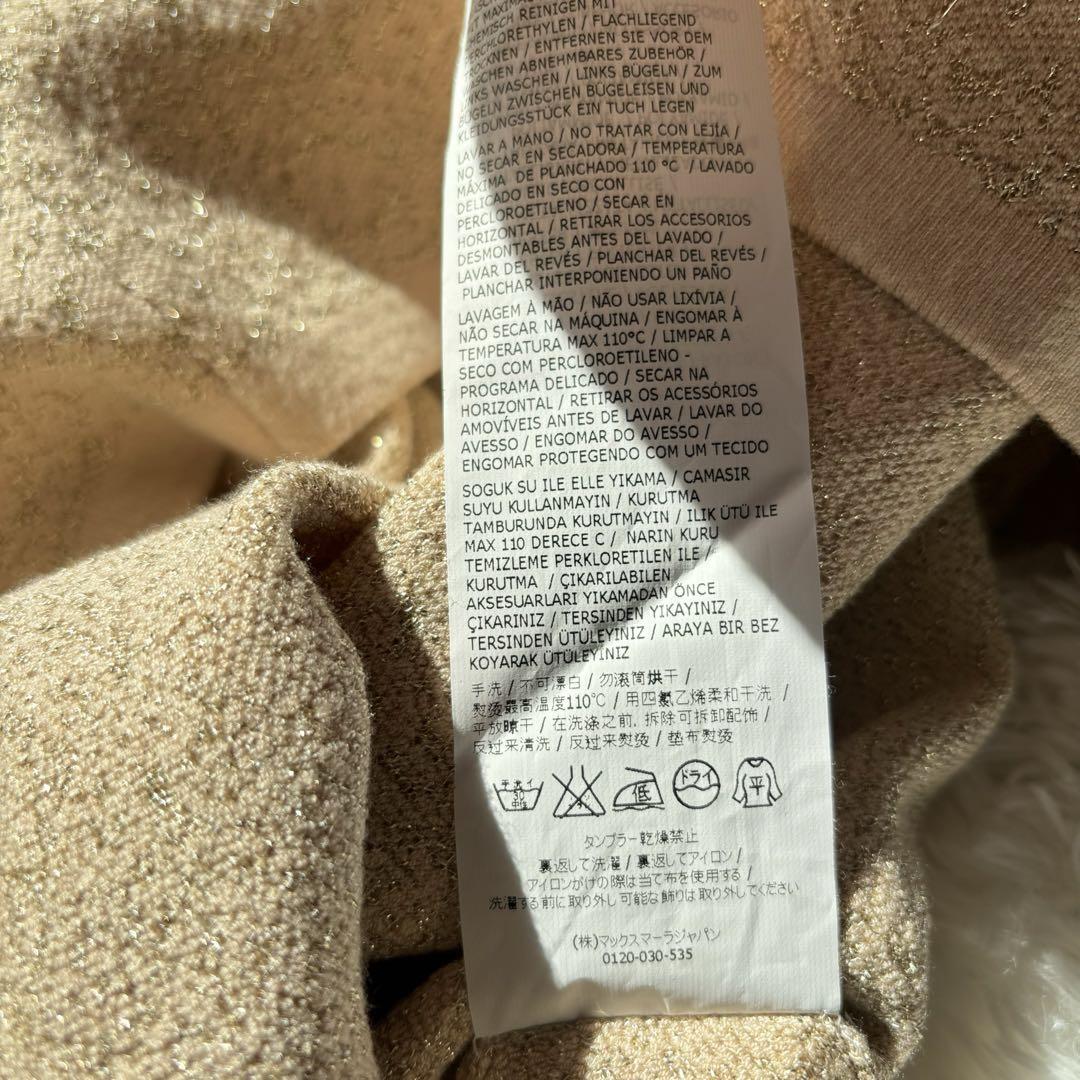 T MAXIMAL
CHEMISCH REINIGEN MIT
PERCHLORETHYLEN / FLACHLIEGEND
TROCKNEN / ENTFERNEN SIE VOR DEM
WASCHEN ABNEHMBARES ZUBEHÖR /
LINKS WASCHEN / LINKS BÜGELN / ZUM
BÜGELN ZWISCHEN BÜGELEISEN UND
KLEIDUNGSSTÜCK EIN TUCH LEGEN
LAVAR A MANO / NO TRATAR CON LEJÍA /
NO SECAR EN SECADORA / TEMPERATURA
MÁXIMA DE PLANCHADO 110 °C / LAVADO
DELICADO EN SECO CON
PERCLOROETILENO / SECAR EN
HORIZONTAL / RETIRAR LOS ACCESORIOS
DESMONTABLES ANTES DEL LAVADO /
LAVAR DEL REVÉS / PLANCHAR DEL REVÉS /
PLANCHAR INTERPONIENDO UN PAÑO
LAVAGEM À MÃO / NÃO USAR LIXÍVIA /
NÃO SECAR NA MÁQUINA / ENGOMAR À
TEMPERATURA MAX 110°C / LIMPAR A
SECO COM PERCLOROETILENO -
PROGRAMA DELICADO / SECAR NA
HORIZONTAL / RETIRAR OS ACESSÓRIOS
AMOVÍVEIS ANTES DE LAVAR / LAVAR DO
AVESSO / ENGOMAR DO AVESSO /
ENGOMAR PROTEGENDO COM UM TECIDO
SOGUK SU ILE ELLE YIKAMA / CAMASIR
SUYU KULLANMAYIN / KURUTMA
TAMBURUNDA KURUTMAYIN / ILIK ÜTÜ ILE
MAX 110 DERECE C / NARIN KURU
TEMIZLEME PERKLORETILEN ILE /
KURUTMA / ÇIKARILABILEN
AKSESUARLARI YIKAMADAN ÖNCE
ÇIKARINIZ / TERSINDEN YIKAYINIZ /
TERSINDEN ÜTÜLEYINIZ / ARAYA BIR BEZ
KOYARAK ÜTÜLEYINIZ
手洗 / 不可漂白 / 勿滚筒烘干 /
熨烫最高温度110℃ / 用四氯乙烯柔和干洗 /
平放晾干 / 在洗涤之前, 拆除可拆卸配饰 /
反过来清洗 / 反过来熨烫 / 垫布熨烫
手洗イ 30 中性 低 ドライ 平
タンブラー乾燥禁止
裏返して洗濯 / 裏返してアイロン /
アイロンがけの際は当て布を使用する /
洗濯する前に取り外し可能な飾りは取り外してください
(株)マックスマーラジャパン
0120-030-535